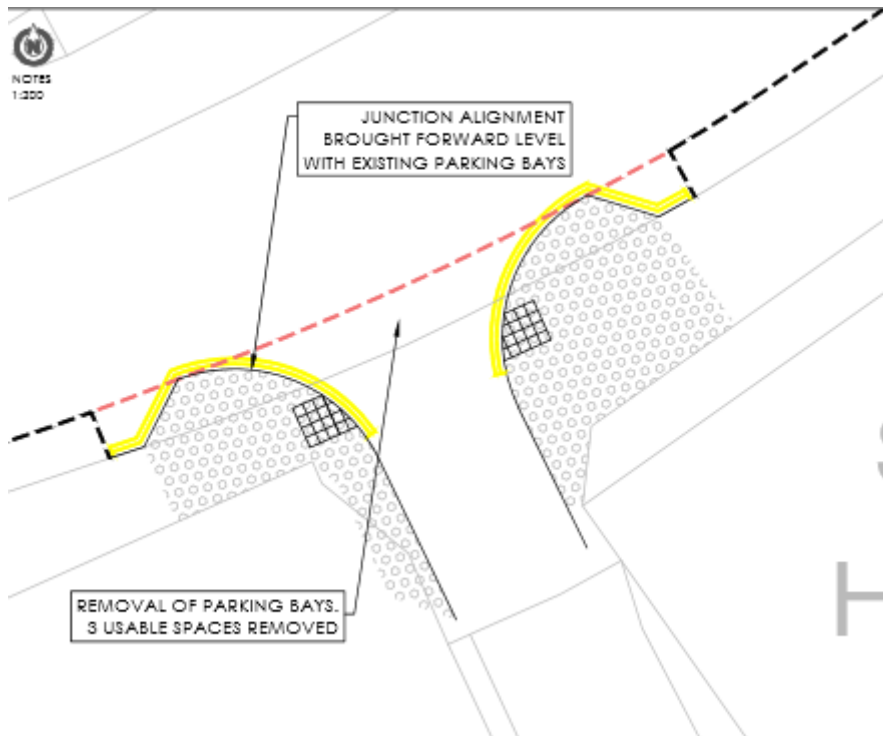 N
NOTES
1:200
JUNCTION ALIGNMENT
BROUGHT FORWARD LEVEL
WITH EXISTING PARKING BAYS
REMOVAL OF PARKING BAYS.
3 USABLE SPACES REMOVED